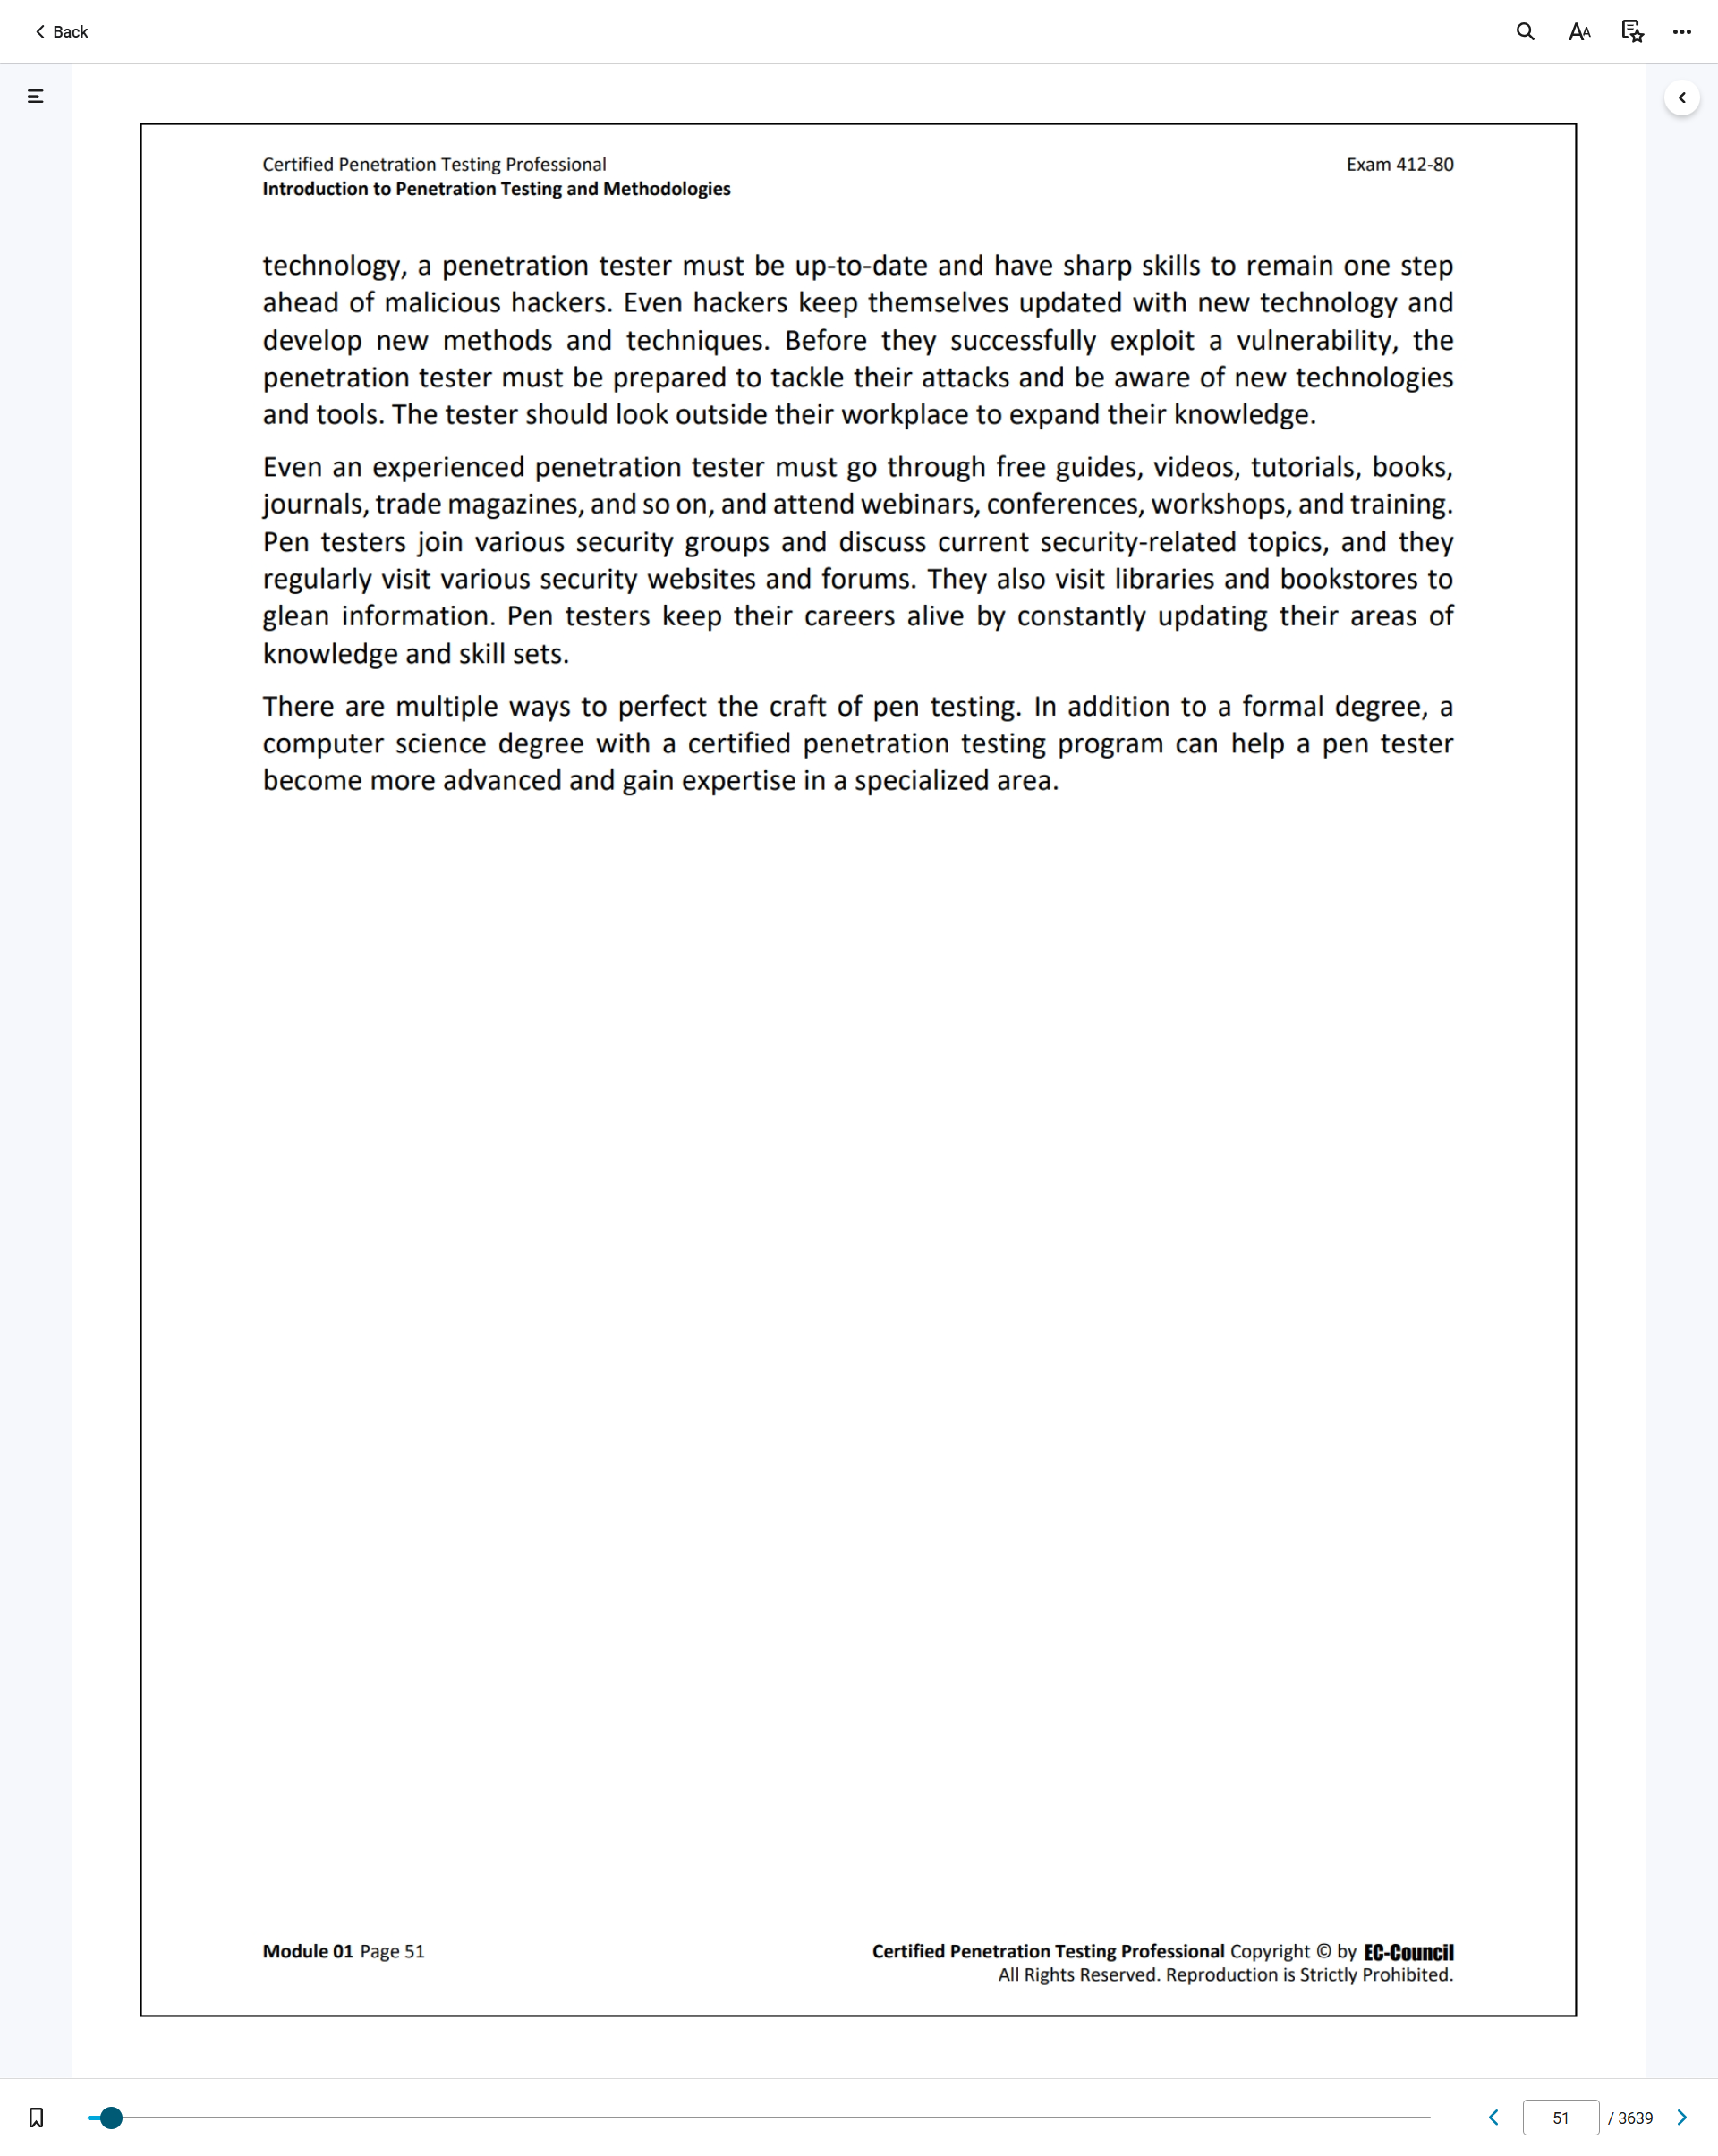 Back
Certified Penetration Testing Professional
Exam 412-80
Introduction to Penetration Testing and Methodologies
technology, a penetration tester must be up-to-date and have sharp skills to remain one step
ahead of malicious hackers. Even hackers keep themselves updated with new technology and
develop new methods and techniques. Before they successfully exploit a vulnerability, the
penetration tester must be prepared to tackle their attacks and be aware of new technologies
and tools. The tester should look outside their workplace to expand their knowledge.
Even an experienced penetration tester must go through free guides, videos, tutorials, books,
journals, trade magazines, and so on, and attend webinars, conferences, workshops, and training.
Pen testers join various security groups and discuss current security-related topics, and they
regularly visit various security websites and forums. They also visit libraries and bookstores to
glean information. Pen testers keep their careers alive by constantly updating their areas of
knowledge and skill sets.
There are multiple ways to perfect the craft of pen testing. In addition to a formal degree, a
computer science degree with a certified penetration testing program can help a pen tester
become more advanced and gain expertise in a specialized area.
Module 01 Page 51
Certified Penetration Testing Professional Copyright © by EC-Council
All Rights Reserved. Reproduction is Strictly Prohibited.
51 / 3639